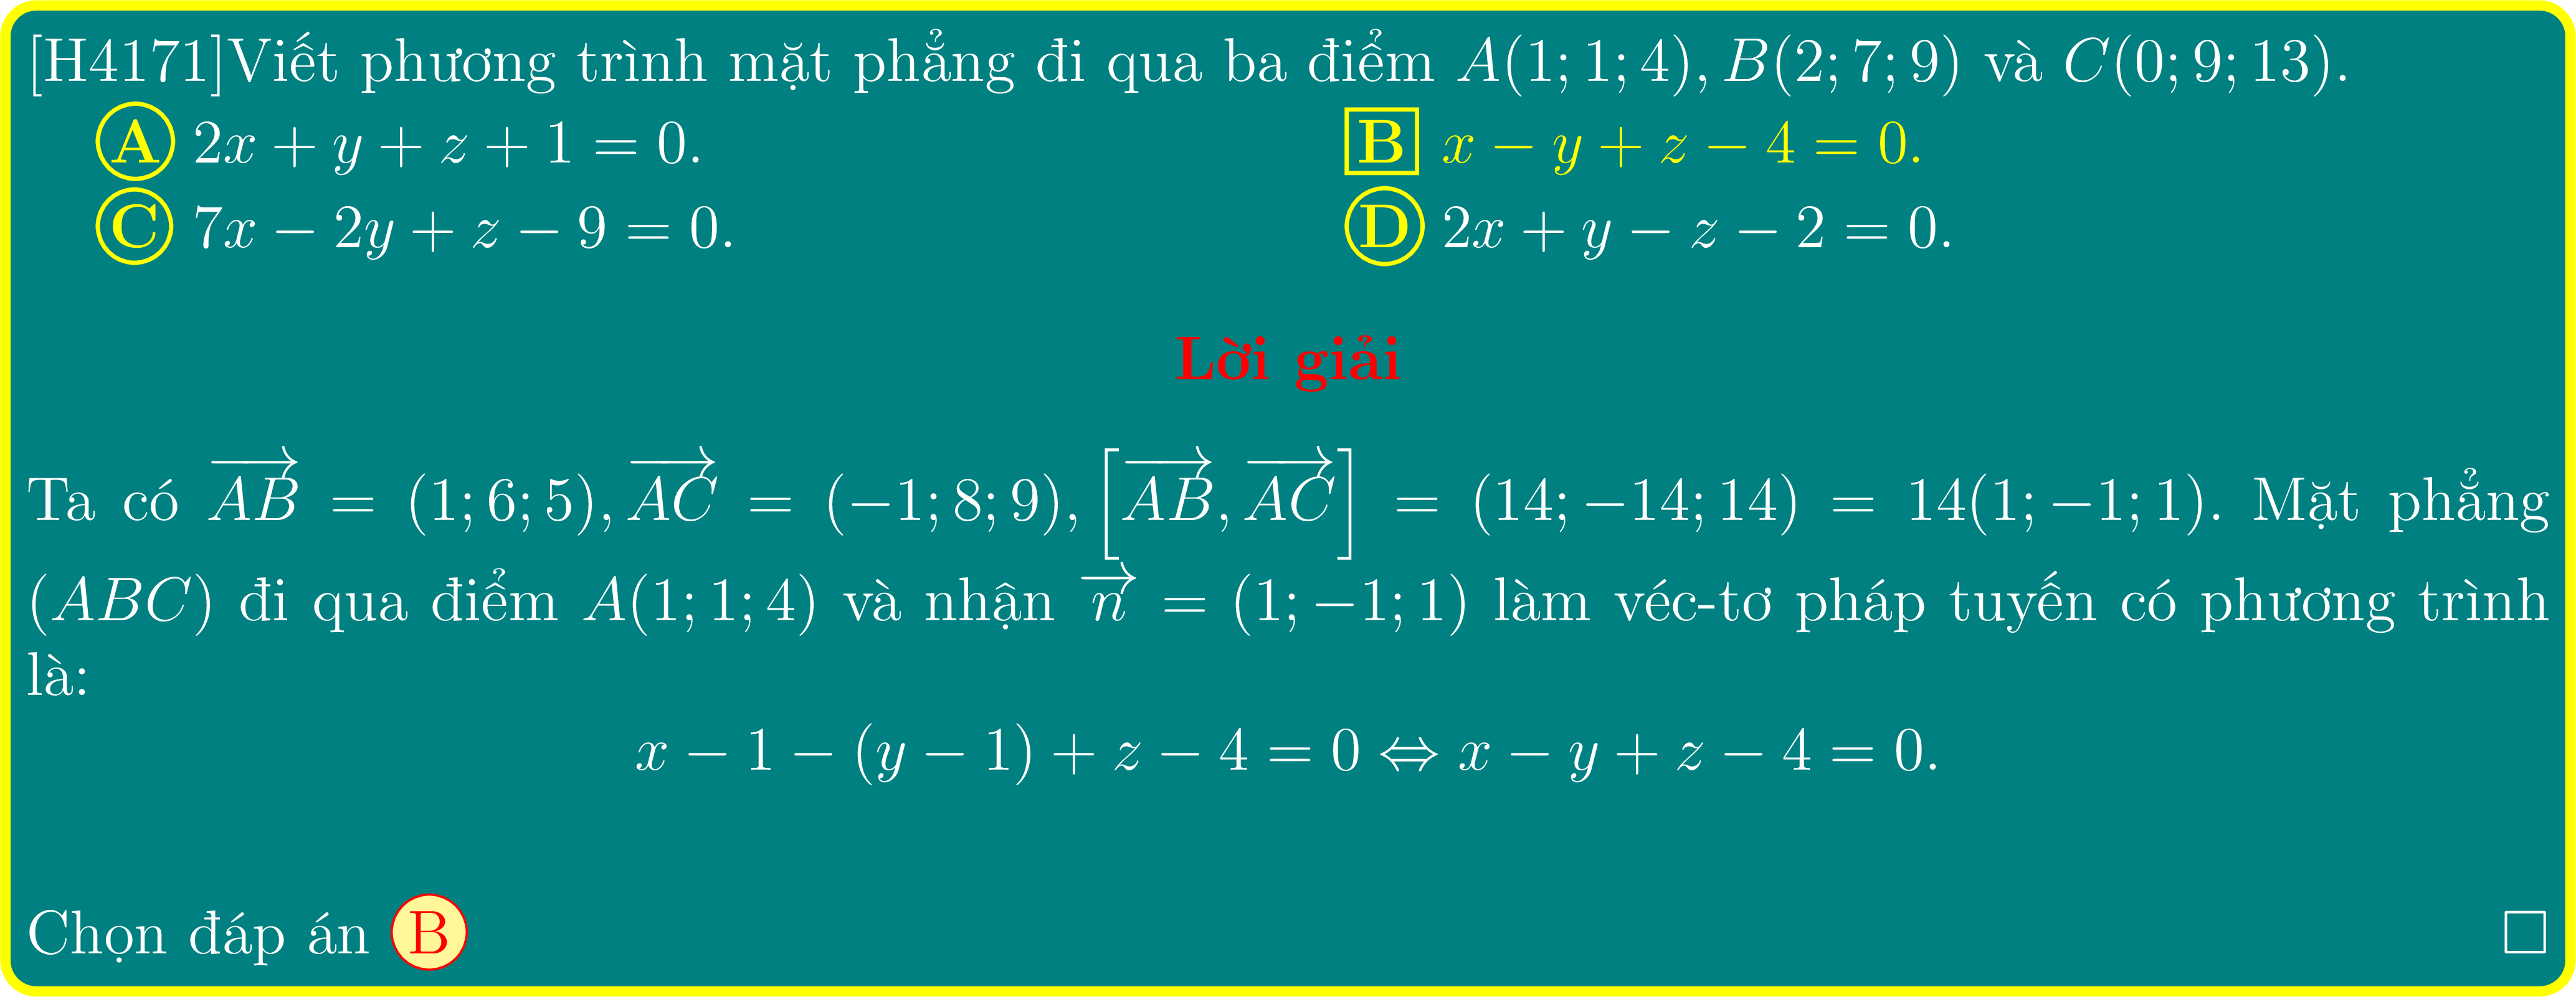 [H4171]Viết phương trình mặt phẳng đi qua ba điểm A(1; 1; 4), B(2; 7; 9) và C(0; 9; 13).
A 2x + y + z + 1 = 0. B x − y + z − 4 = 0.
C 7x − 2y + z − 9 = 0. D 2x + y − z − 2 = 0.
Lời giải
Ta có \overrightarrow{AB} = (1; 6; 5), \overrightarrow{AC} = (−1; 8; 9), [\overrightarrow{AB}, \overrightarrow{AC}] = (14; −14; 14) = 14(1; −1; 1). Mặt phẳng
(ABC) đi qua điểm A(1; 1; 4) và nhận \overrightarrow{n} = (1; −1; 1) làm véc-tơ pháp tuyến có phương trình
là:
x − 1 − (y − 1) + z − 4 = 0 ⇔ x − y + z − 4 = 0.
Chọn đáp án B □